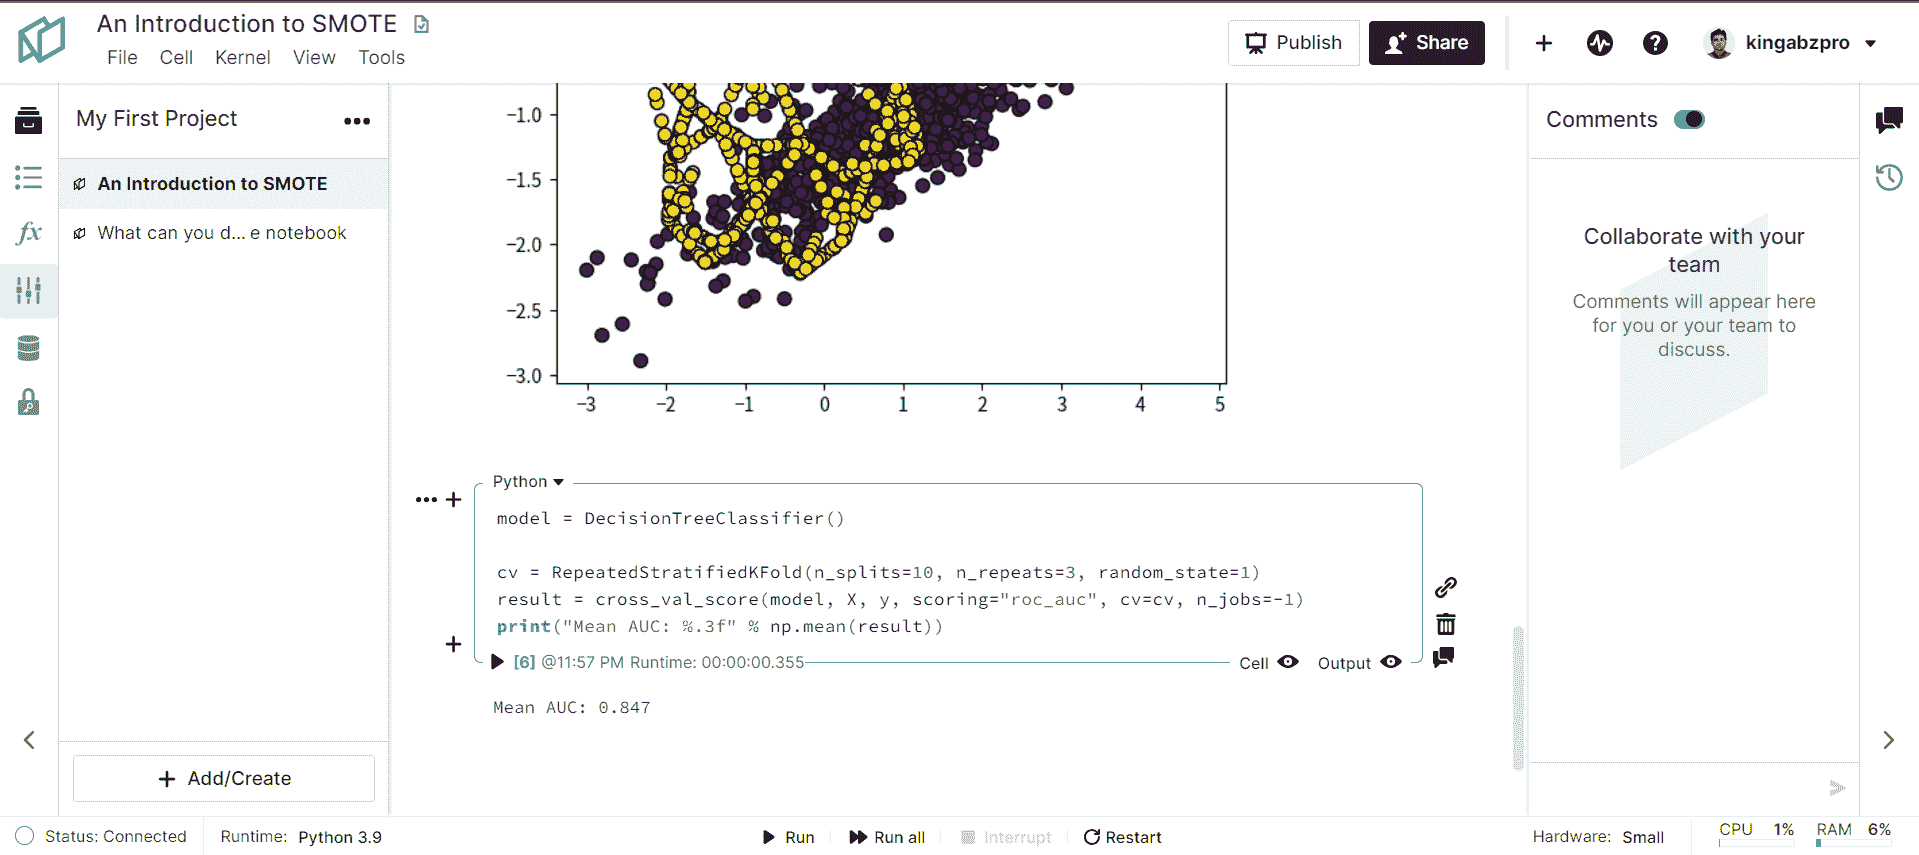 An Introduction to SMOTE
File Cell Kernel View Tools
Publish
Share
kingabzpro
My First Project
An Introduction to SMOTE
What can you d... e notebook
Add/Create
−1.0
−1.5
−2.0
−2.5
−3.0
−3 −2 −1 0 1 2 3 4 5
Python
model = DecisionTreeClassifier()
cv = RepeatedStratifiedKFold(n_splits=10, n_repeats=3, random_state=1)
result = cross_val_score(model, X, y, scoring="roc_auc", cv=cv, n_jobs=-1)
print("Mean AUC: %.3f" % np.mean(result))
[6] @11:57 PM Runtime: 00:00:00.355
Cell Output
Mean AUC: 0.847
Comments
Collaborate with your
team
Comments will appear here
for you or your team to
discuss.
Status: Connected Runtime: Python 3.9 Run Run all Interrupt Restart Hardware: Small CPU 1% RAM 6%